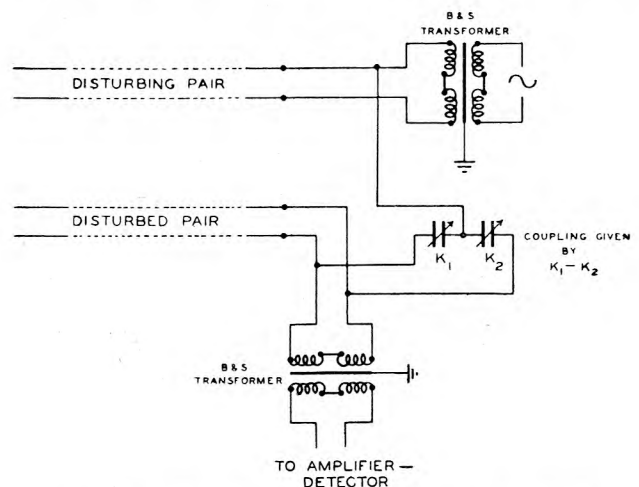 B & S
TRANSFORMER
DISTURBING PAIR
DISTURBED PAIR
K1
K2
COUPLING GIVEN
BY
K1 – K2
B & S
TRANSFORMER
TO AMPLIFIER —
DETECTOR